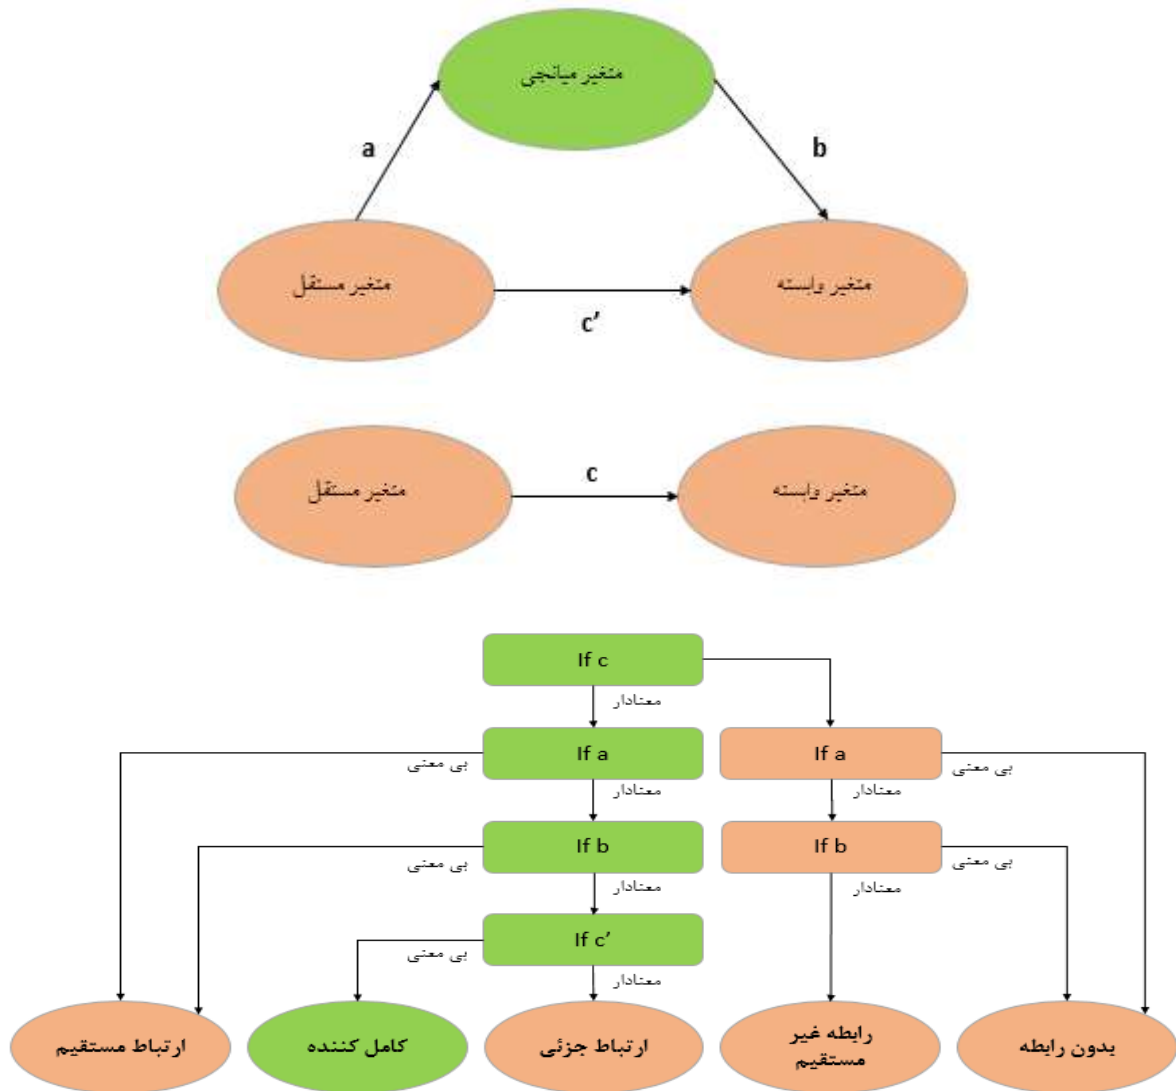 متغیر میانجی
a
b
متغیر مستقل
متغیر وابسته
c’
متغیر مستقل
c
متغیر وابسته
If c
معنادار
If a
If a
بی معنی
بی معنی
معنادار
معنادار
If b
If b
بی معنی
بی معنی
معنادار
معنادار
If c’
بی معنی
معنادار
ارتباط مستقیم
کامل کننده
ارتباط جزئی
رابطه غیر
مستقیم
بدون رابطه